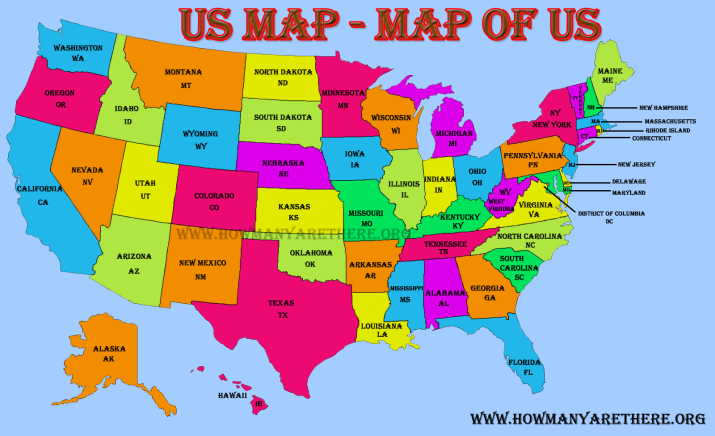 US MAP - MAP OF US
WASHINGTON
WA
OREGON
OR
CALIFORNIA
CA
NEVADA
NV
IDAHO
ID
MONTANA
MT
WYOMING
WY
UTAH
UT
COLORADO
CO
ARIZONA
AZ
NEW MEXICO
NM
NORTH DAKOTA
ND
SOUTH DAKOTA
SD
NEBRASKA
NE
KANSAS
KS
OKLAHOMA
OK
TEXAS
TX
MINNESOTA
MN
IOWA
IA
MISSOURI
MO
ARKANSAS
AR
LOUISIANA
LA
WISCONSIN
WI
ILLINOIS
IL
MICHIGAN
MI
INDIANA
IN
OHIO
OH
KENTUCKY
KY
TENNESSEE
TN
MISSISSIPPI
MS
ALABAMA
AL
GEORGIA
GA
FLORIDA
FL
SOUTH
CAROLINA
SC
NORTH CAROLINA
NC
VIRGINIA
VA
WV
WEST
VIRGINIA
PENNSYLVANIA
PN
NY
NEW YORK
VERMONT
VT
NH
MAINE
ME
MA
CT
RI
NJ
DE
MD
NEW HAMPSHIRE
MASSACHUSETTS
RHODE ISLAND
CONNECTICUT
NEW JERSEY
DELAWARE
MARYLAND
DISTRICT OF COLUMBIA
DC
ALASKA
AK
HAWAII
HI
WWW.HOWMANYARETHERE.ORG
WWW.HOWMANYARETHERE.ORG